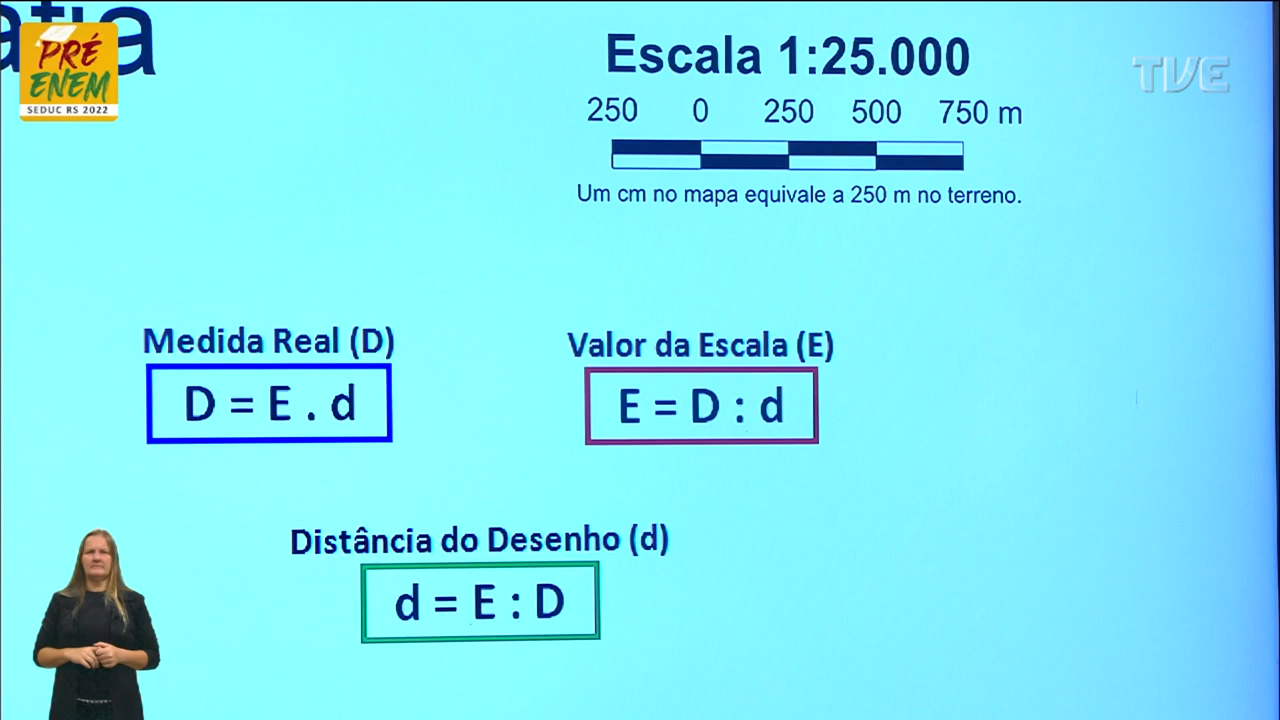 PRÉ
ENEM
SEDUC RS 2022
Escala 1:25.000
TVE
250 0 250 500 750 m
Um cm no mapa equivale a 250 m no terreno.
Medida Real (D)
D = E . d
Valor da Escala (E)
E = D : d
Distância do Desenho (d)
d = E : D